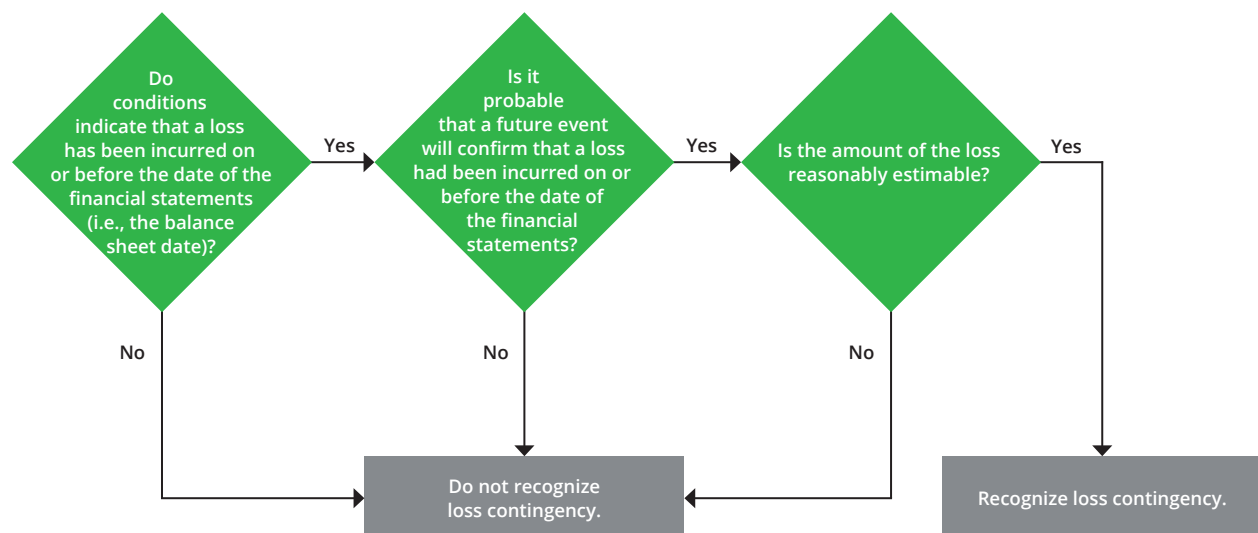 Do
conditions
indicate that a loss
has been incurred on
or before the date of the
financial statements
(i.e., the balance
sheet date)?
Yes
Is it
probable
that a future event
will confirm that a loss
had been incurred on or
before the date of
the financial
statements?
Yes
Is the amount of the loss
reasonably estimable?
Yes
No
No
No
Do not recognize
loss contingency.
Recognize loss contingency.